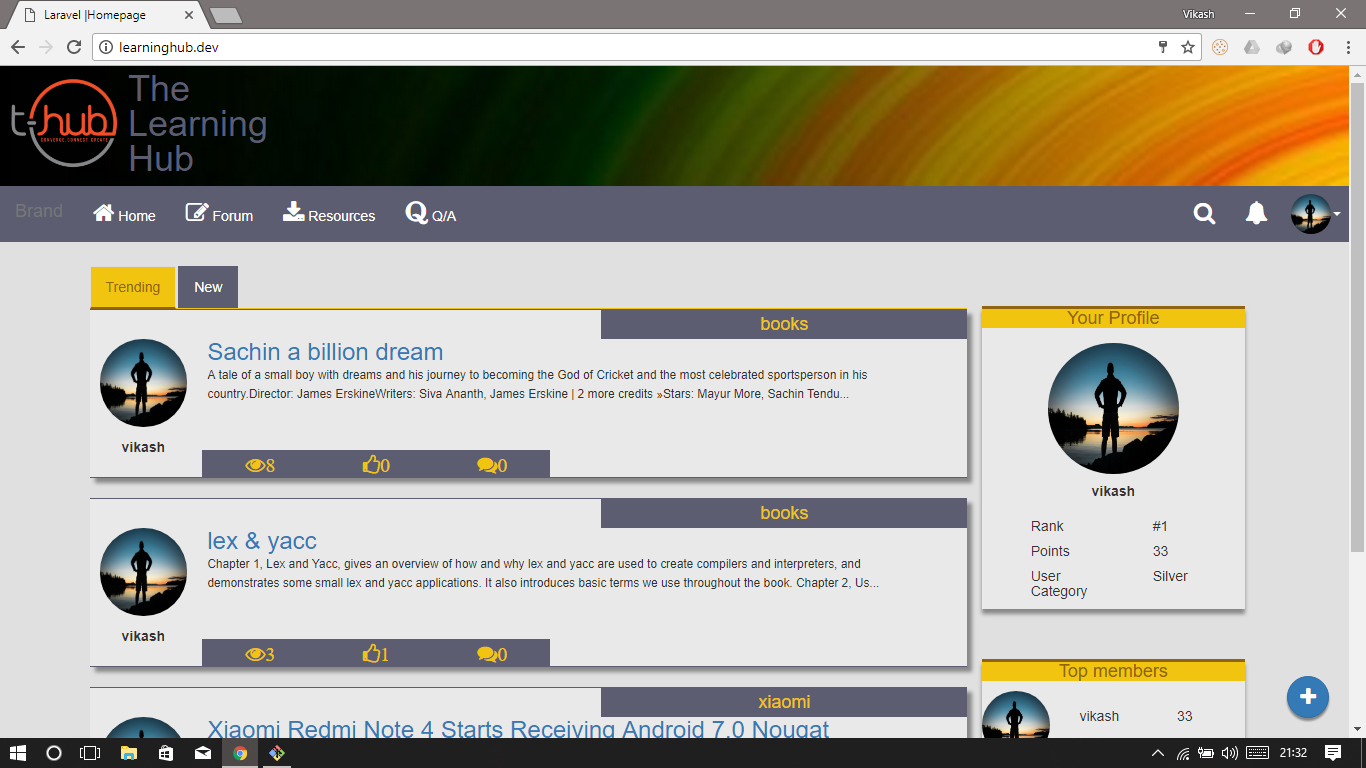 Laravel |Homepage
Vikash
learninghub.dev
t-hub
CONVERGE CONNECT CREATE
The
Learning
Hub
Brand
Home
Forum
Resources
Q Q/A
Trending
New
books
Sachin a billion dream
A tale of a small boy with dreams and his journey to becoming the God of Cricket and the most celebrated sportsperson in his
country.Director: James ErskineWriters: Siva Ananth, James Erskine | 2 more credits »Stars: Mayur More, Sachin Tendu...
vikash
8 0 0
books
lex & yacc
Chapter 1, Lex and Yacc, gives an overview of how and why lex and yacc are used to create compilers and interpreters, and
demonstrates some small lex and yacc applications. It also introduces basic terms we use throughout the book. Chapter 2, Us...
vikash
3 1 0
xiaomi
Xiaomi Redmi Note 4 Starts Receiving Android 7.0 Nougat
Your Profile
vikash
Rank #1
Points 33
User Silver
Category
Top members
vikash 33
21:32